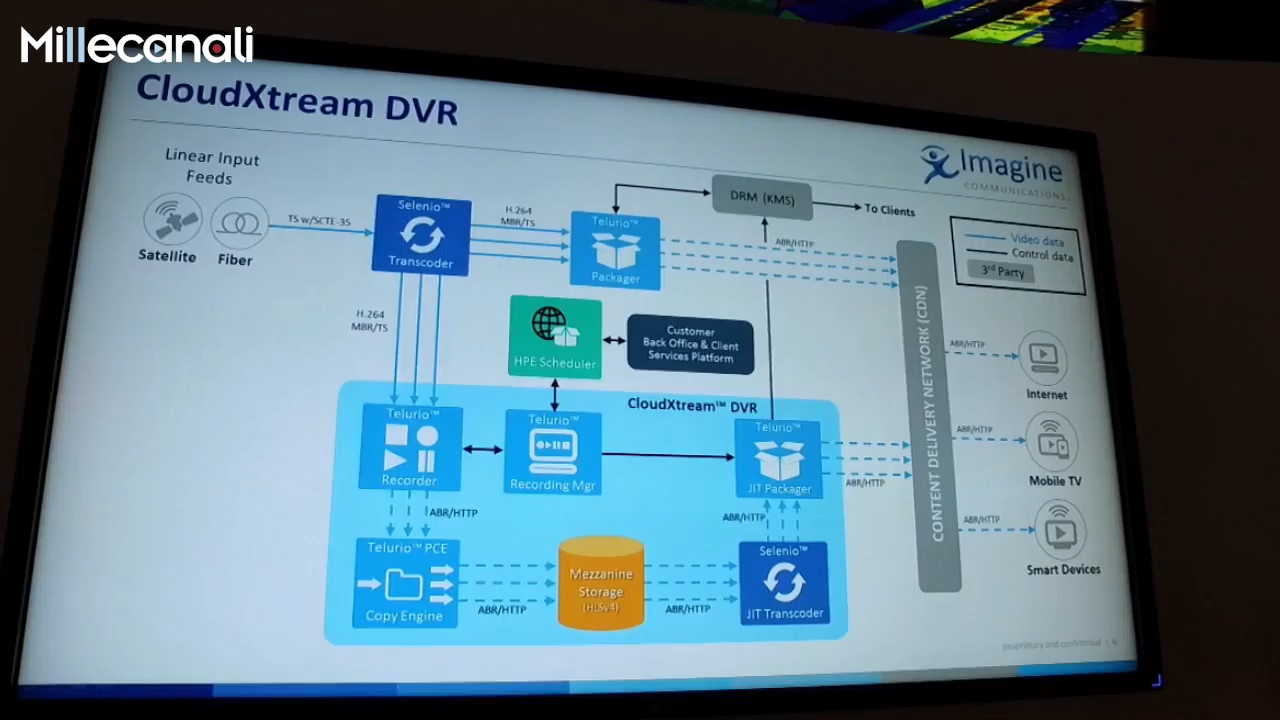 Millecanali
CloudXtream DVR
Imagine
COMMUNICATIONS
Linear Input
Feeds
Satellite
Fiber
TS w/SCTE-35
Selenio™
Transcoder
H.264
MBR/TS
Telurio™
Packager
DRM (KMS)
To Clients
ABR/HTTP
Video data
Control data
3rd Party
H.264
MBR/TS
HPE Scheduler
Customer
Back Office & Client
Services Platform
CONTENT DELIVERY NETWORK (CDN)
ABR/HTTP
Internet
CloudXtream™ DVR
Telurio™
Recorder
Telurio™
Recording Mgr
Telurio™
JIT Packager
ABR/HTTP
ABR/HTTP
Mobile TV
ABR/HTTP
ABR/HTTP
Telurio™ PCE
Copy Engine
ABR/HTTP
Mezzanine
Storage
(HLSv4)
ABR/HTTP
Selenio™
JIT Transcoder
ABR/HTTP
Smart Devices
proprietary and confidential